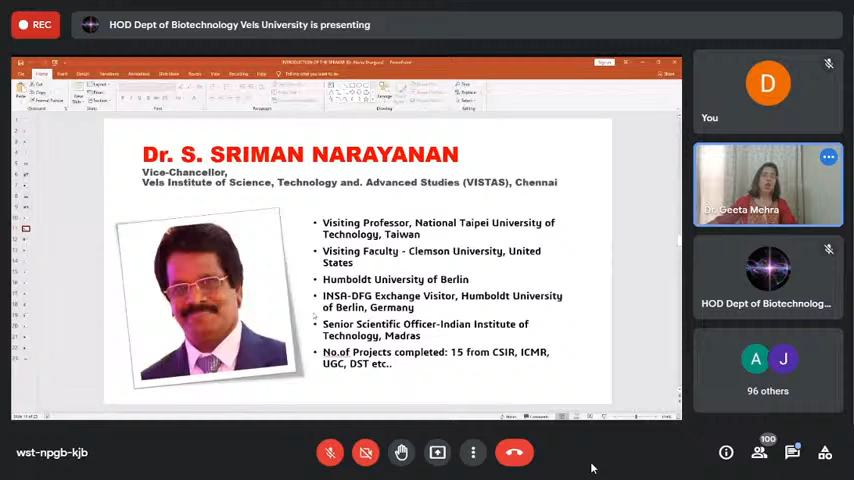 REC
HOD Dept of Biotechnology Vels University is presenting
Dr. S. SRIMAN NARAYANAN
Vice-Chancellor,
Vels Institute of Science, Technology and. Advanced Studies (VISTAS), Chennai
• Visiting Professor, National Taipei University of
Technology, Taiwan
• Visiting Faculty - Clemson University, United
States
• Humboldt University of Berlin
• INSA-DFG Exchange Visitor, Humboldt University
of Berlin, Germany
• Senior Scientific Officer-Indian Institute of
Technology, Madras
• No.of Projects completed: 15 from CSIR, ICMR,
UGC, DST etc..
D
You
Dr. Geeta Mehra
HOD Dept of Biotechnolog...
A J
96 others
wst-npgb-kjb
100